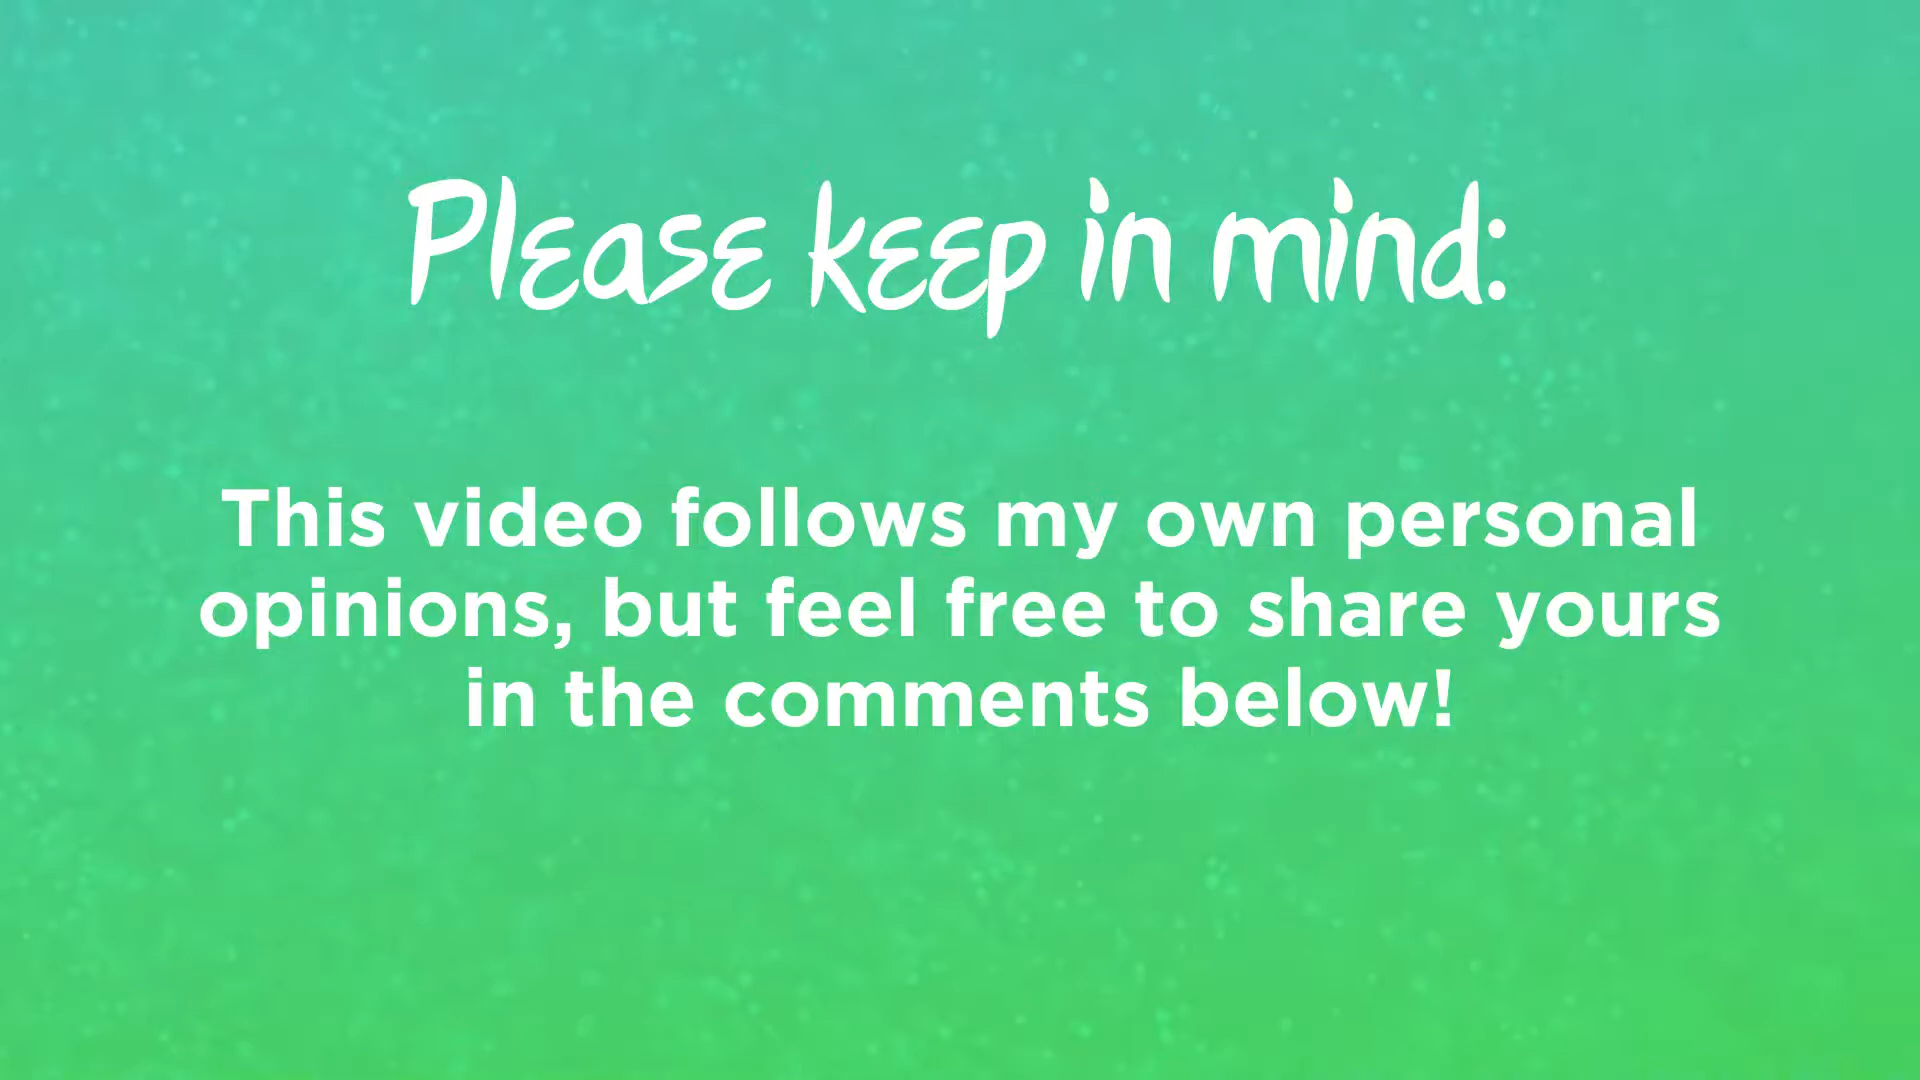 Please keep in mind:
This video follows my own personal
opinions, but feel free to share yours
in the comments below!